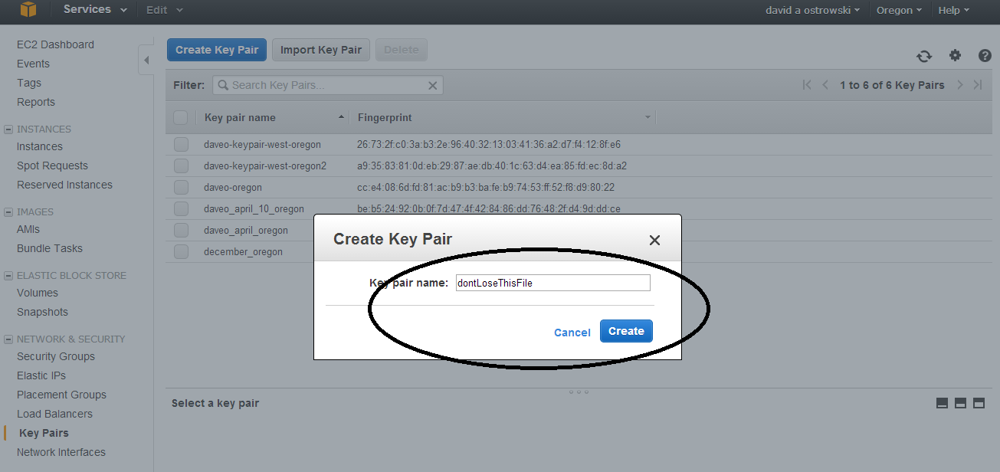 Services Edit david a ostrowski Oregon Help
EC2 Dashboard
Events
Tags
Reports
INSTANCES
Instances
Spot Requests
Reserved Instances
IMAGES
AMIs
Bundle Tasks
ELASTIC BLOCK STORE
Volumes
Snapshots
NETWORK & SECURITY
Security Groups
Elastic IPs
Placement Groups
Load Balancers
Key Pairs
Network Interfaces
Create Key Pair Import Key Pair Delete
Filter: Search Key Pairs... 1 to 6 of 6 Key Pairs
Key pair name Fingerprint
daveo-keypair-west-oregon 26:73:2f:c0:3a:b3:2e:96:40:32:13:03:41:36:a2:d7:f4:12:8f:e6
daveo-keypair-west-oregon2 a9:35:83:81:0d:eb:29:87:ae:db:40:1c:63:d4:ea:85:fd:ec:8d:a2
daveo-oregon cc:e4:08:6d:fd:81:ac:b9:b3:ba:fe:b9:74:53:ff:52:f8:d9:80:22
daveo_april_10_oregon be:b5:24:92:0b:0f:7d:47:4f:42:84:86:dd:76:48:2f:d4:9d:dd:ce
daveo_april_oregon
december_oregon
Create Key Pair
Key pair name: dontLoseThisFile
Cancel Create
Select a key pair